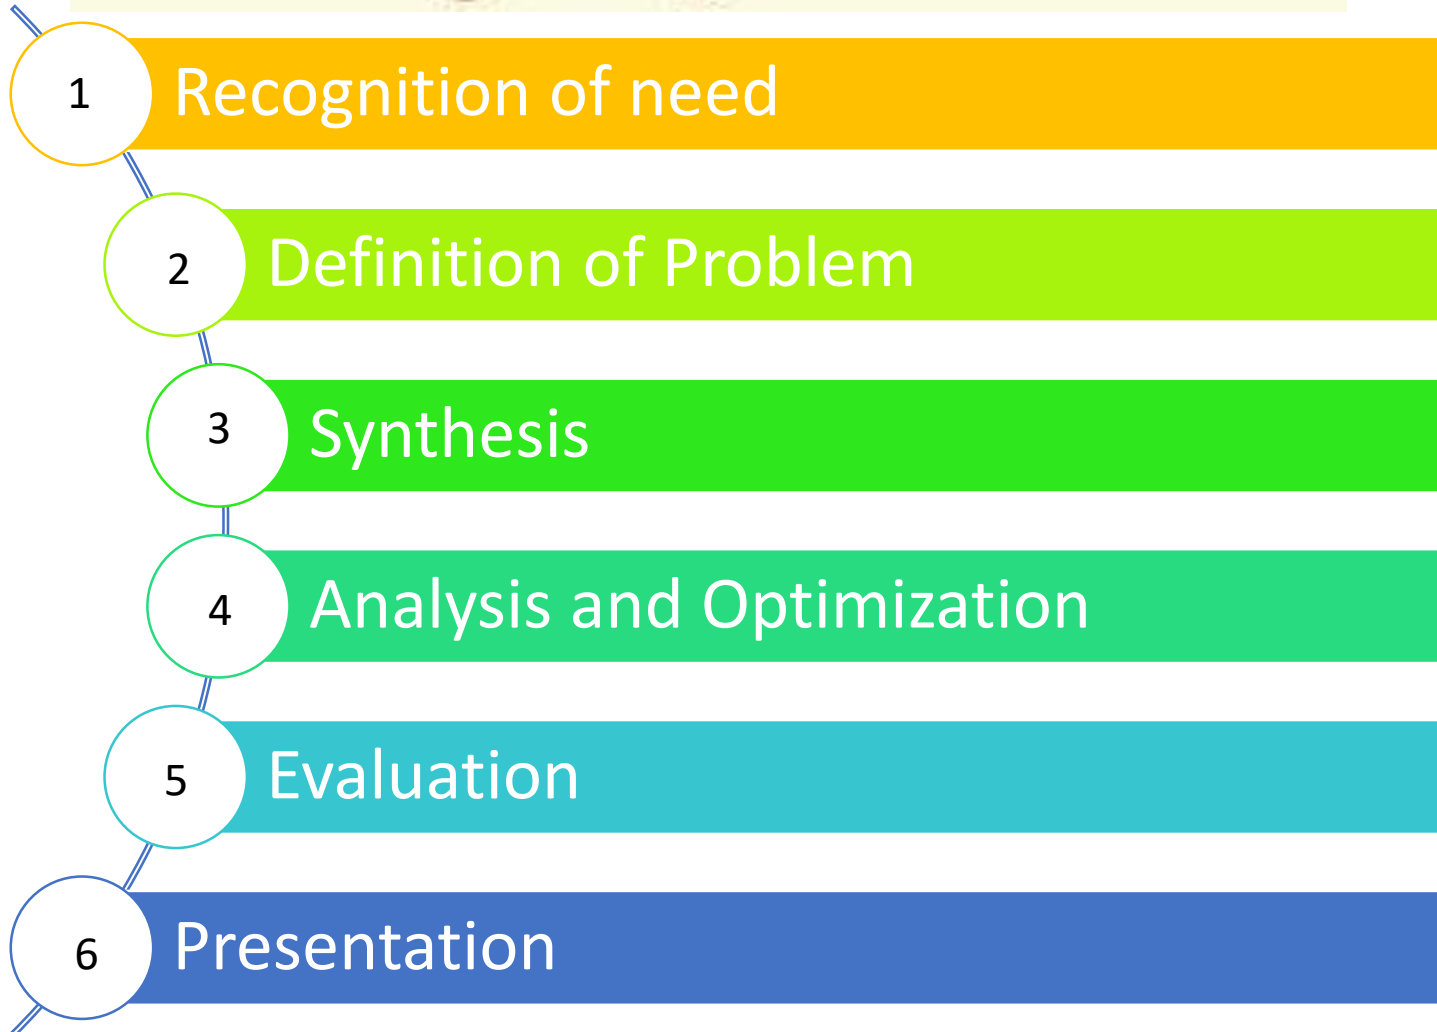 1 Recognition of need
2 Definition of Problem
3 Synthesis
4 Analysis and Optimization
5 Evaluation
6 Presentation